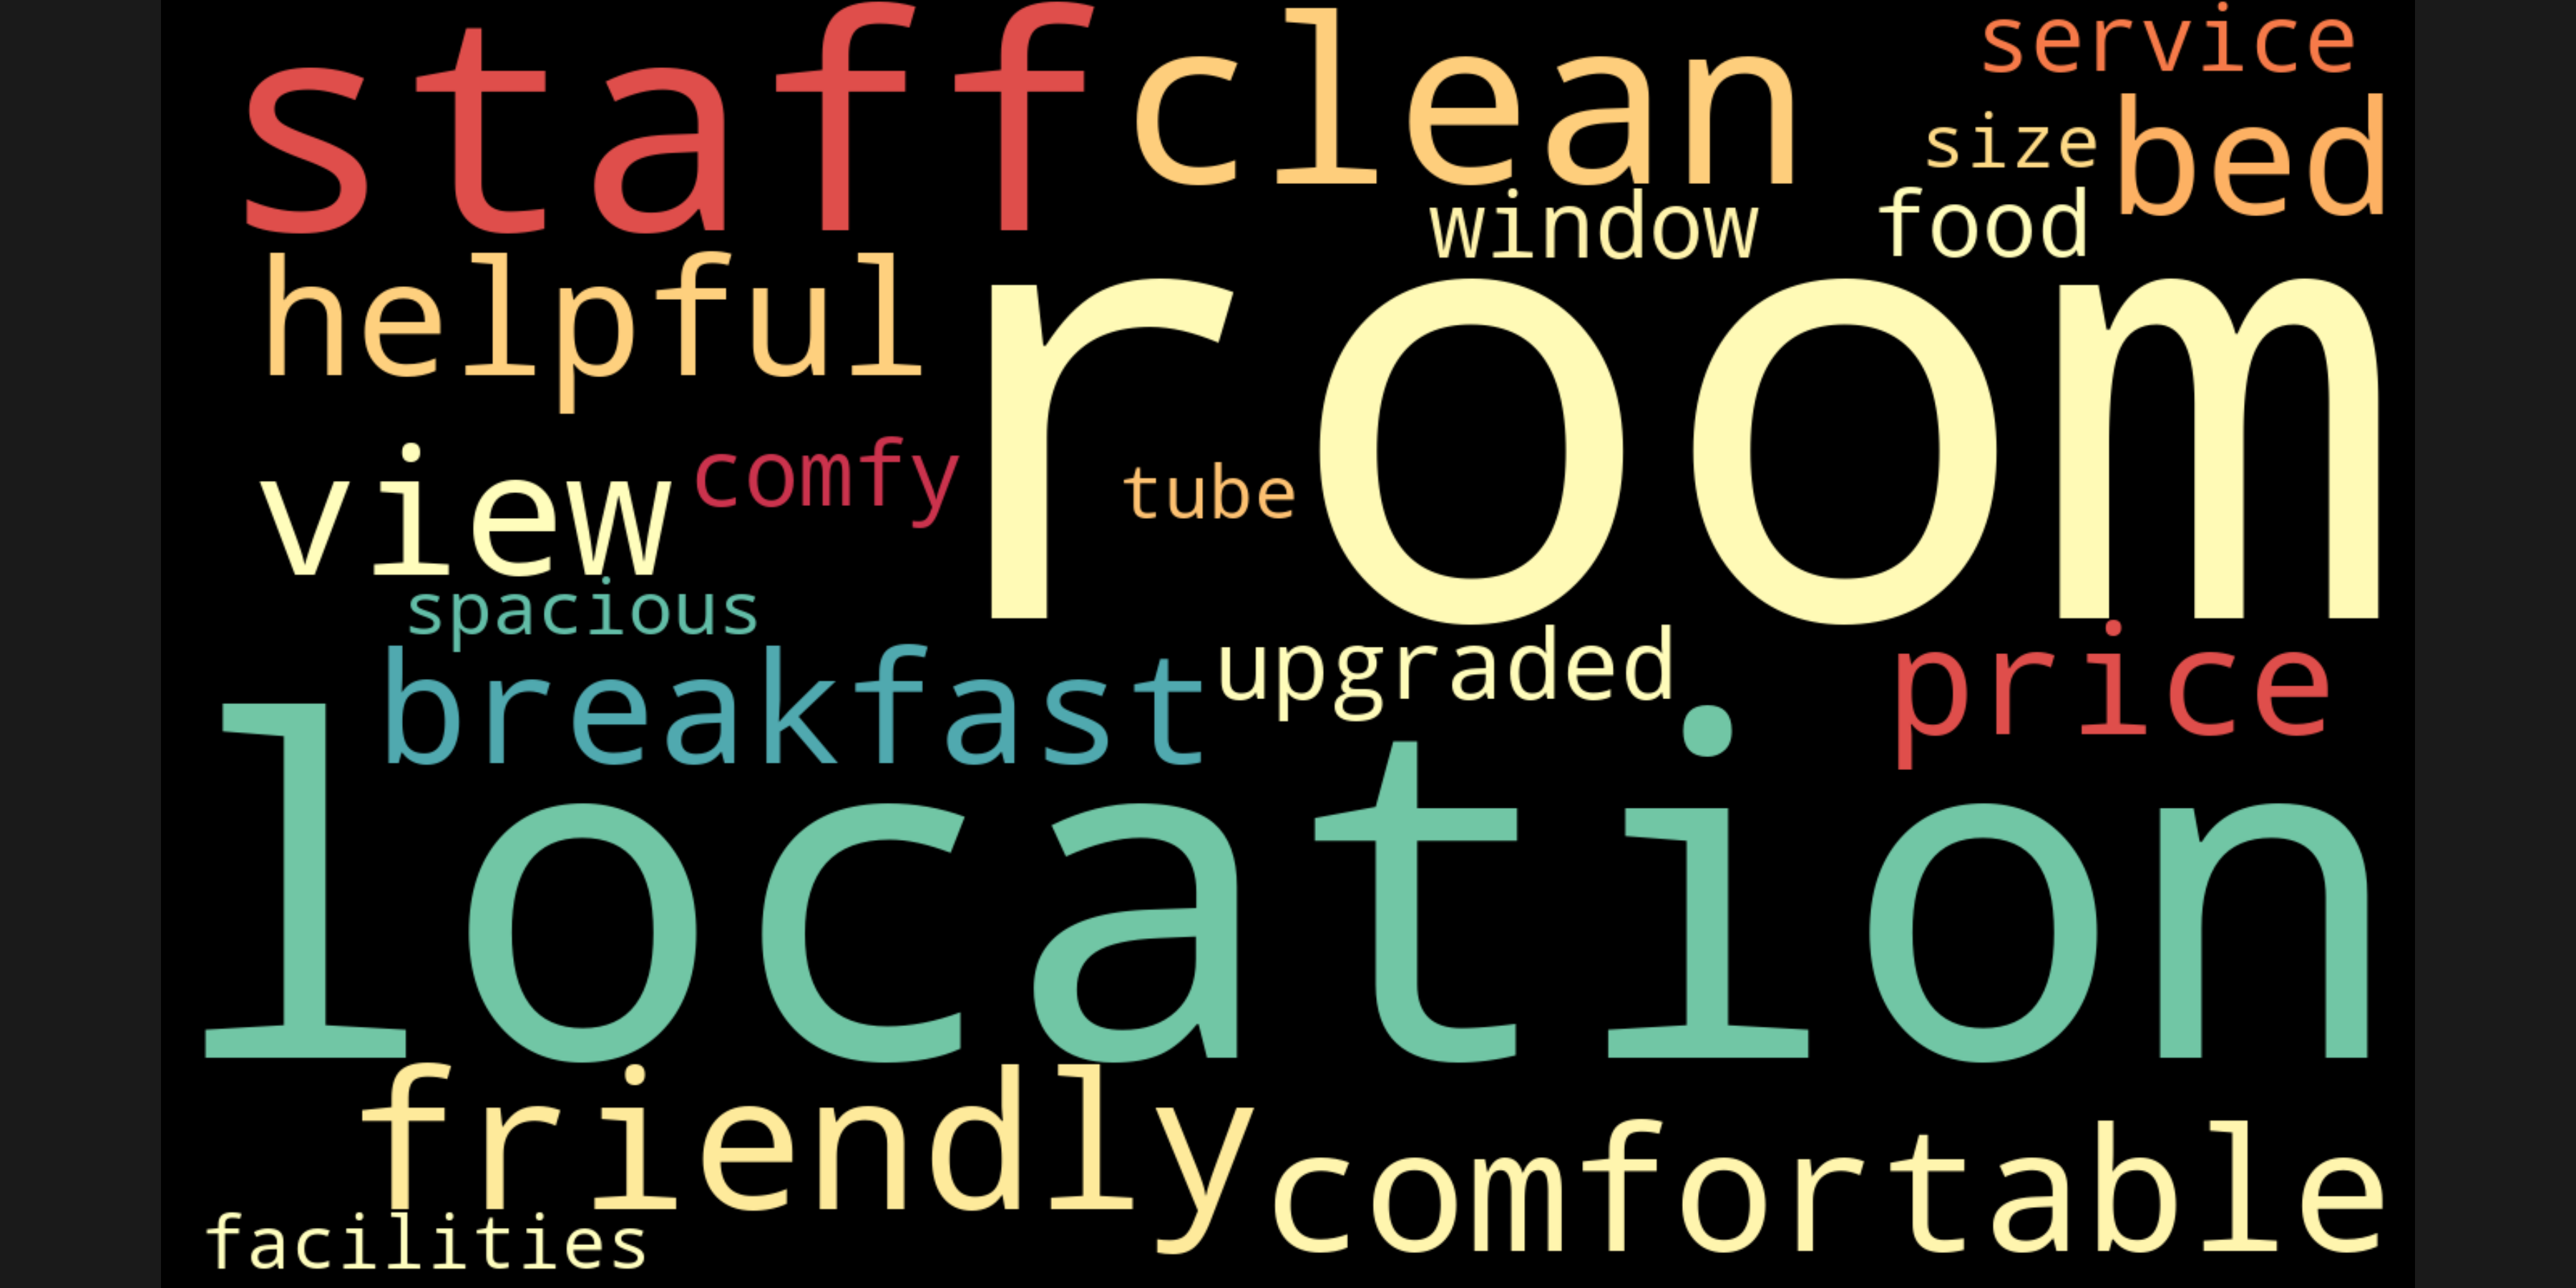 staff
clean
service
size
bed
window
food
helpful
room
view
comfy
tube
spacious
upgraded
price
breakfast
location
friendly
comfortable
facilities